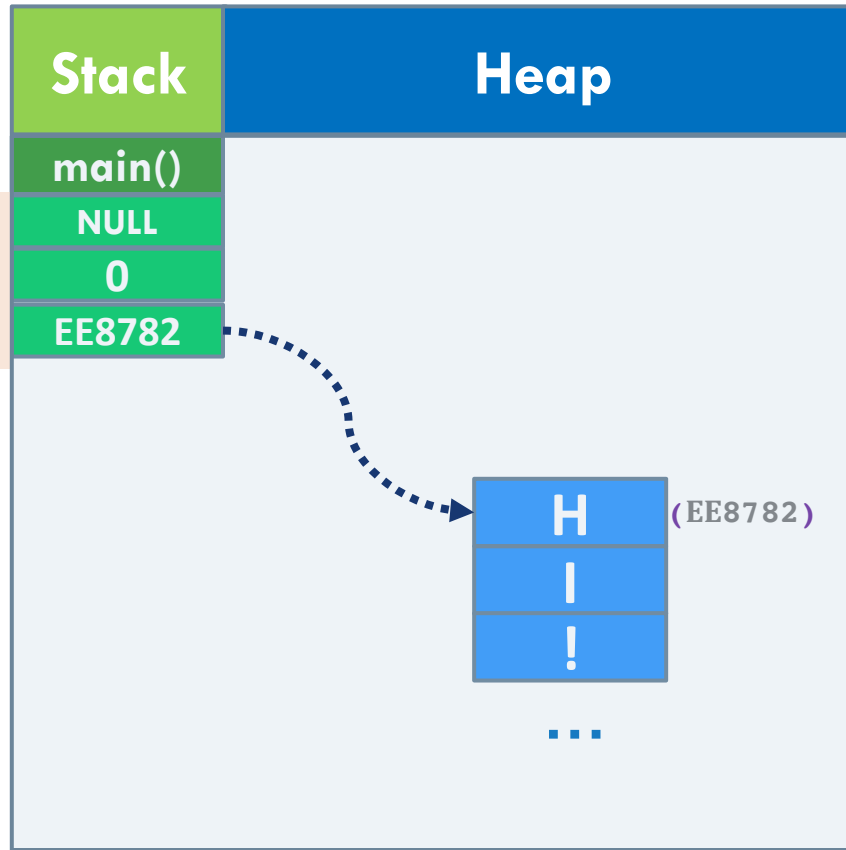 Stack Heap
main()
NULL
0
EE8782
H (EE8782)
I
!
...